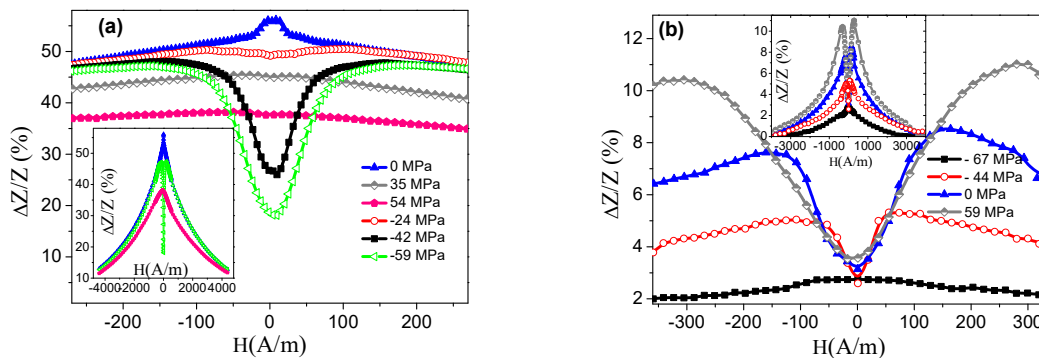 (a)
ΔZ/Z (%)
50
40
30
20
10
-200
-100
0
100
200
H(A/m)
0 MPa
35 MPa
54 MPa
-24 MPa
-42 MPa
-59 MPa
ΔZ/Z (%)
50
40
30
20
10
-4000
-2000
0
2000
4000
H(A/m)
(b)
ΔZ/Z (%)
12
10
8
6
4
2
-300
-200
-100
0
100
200
300
H(A/m)
- 67 MPa
- 44 MPa
0 MPa
59 MPa
ΔZ/Z (%)
10
8
6
4
2
0
-3000
-1000
0
1000
3000
H(A/m)